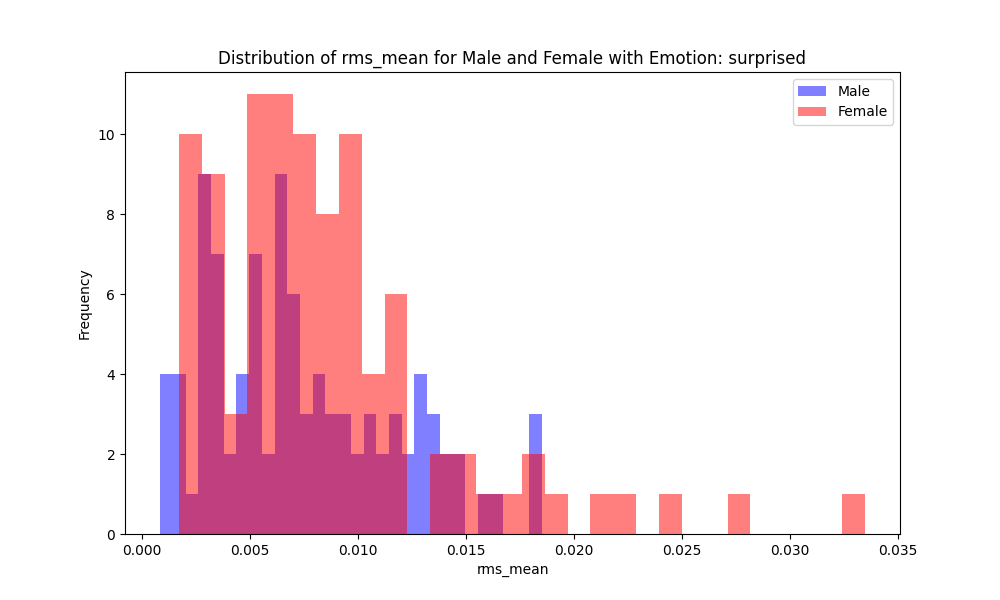 Distribution of rms_mean for Male and Female with Emotion: surprised
Male
Female
Frequency
10
8
6
4
2
0
0.000 0.005 0.010 0.015 0.020 0.025 0.030 0.035
rms_mean